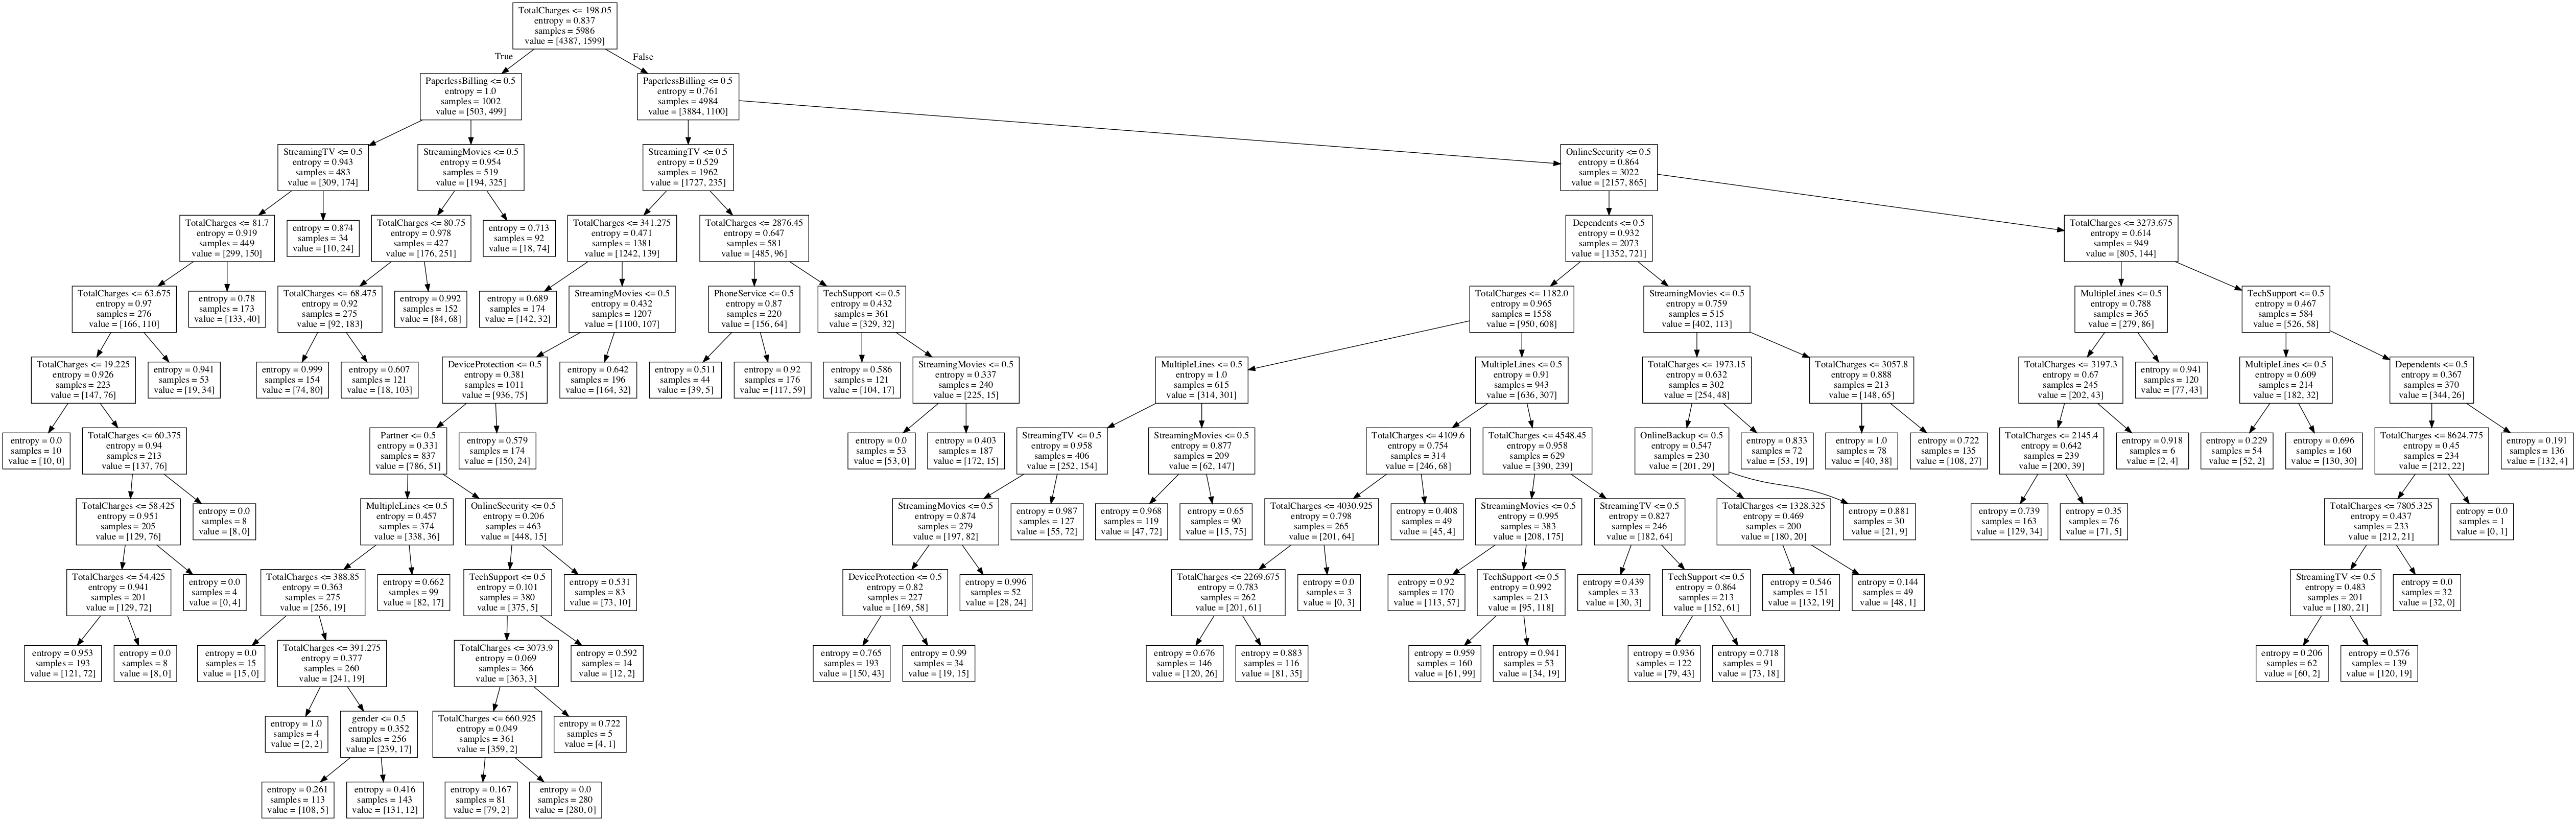 TotalCharges <= 198.05
entropy = 0.837
samples = 5986
value = [4387, 1599]
True
False
PaperlessBilling <= 0.5
entropy = 1.0
samples = 1002
value = [503, 499]
PaperlessBilling <= 0.5
entropy = 0.761
samples = 4984
value = [3884, 1100]
StreamingTV <= 0.5
entropy = 0.943
samples = 483
value = [309, 174]
StreamingMovies <= 0.5
entropy = 0.954
samples = 519
value = [194, 325]
StreamingTV <= 0.5
entropy = 0.529
samples = 1962
value = [1727, 235]
OnlineSecurity <= 0.5
entropy = 0.864
samples = 3022
value = [2157, 865]
TotalCharges <= 81.7
entropy = 0.919
samples = 449
value = [299, 150]
entropy = 0.874
samples = 34
value = [10, 24]
TotalCharges <= 80.75
entropy = 0.978
samples = 427
value = [176, 251]
entropy = 0.713
samples = 92
value = [18, 74]
TotalCharges <= 341.275
entropy = 0.471
samples = 1381
value = [1242, 139]
TotalCharges <= 2876.45
entropy = 0.647
samples = 581
value = [485, 96]
Dependents <= 0.5
entropy = 0.932
samples = 2073
value = [1352, 721]
TotalCharges <= 3273.675
entropy = 0.614
samples = 949
value = [805, 144]
TotalCharges <= 63.675
entropy = 0.97
samples = 276
value = [166, 110]
entropy = 0.78
samples = 173
value = [133, 40]
TotalCharges <= 68.475
entropy = 0.92
samples = 275
value = [92, 183]
entropy = 0.992
samples = 152
value = [84, 68]
entropy = 0.689
samples = 174
value = [142, 32]
StreamingMovies <= 0.5
entropy = 0.432
samples = 1207
value = [1100, 107]
PhoneService <= 0.5
entropy = 0.87
samples = 220
value = [156, 64]
TechSupport <= 0.5
entropy = 0.432
samples = 361
value = [329, 32]
TotalCharges <= 1182.0
entropy = 0.965
samples = 1558
value = [950, 608]
StreamingMovies <= 0.5
entropy = 0.759
samples = 515
value = [402, 113]
MultipleLines <= 0.5
entropy = 0.788
samples = 365
value = [279, 86]
TechSupport <= 0.5
entropy = 0.467
samples = 584
value = [526, 58]
TotalCharges <= 19.225
entropy = 0.926
samples = 223
value = [147, 76]
entropy = 0.941
samples = 53
value = [19, 34]
entropy = 0.999
samples = 154
value = [74, 80]
entropy = 0.607
samples = 121
value = [18, 103]
DeviceProtection <= 0.5
entropy = 0.381
samples = 1011
value = [936, 75]
entropy = 0.642
samples = 196
value = [164, 32]
entropy = 0.511
samples = 44
value = [39, 5]
entropy = 0.92
samples = 176
value = [117, 59]
entropy = 0.586
samples = 121
value = [104, 17]
StreamingMovies <= 0.5
entropy = 0.337
samples = 240
value = [225, 15]
MultipleLines <= 0.5
entropy = 1.0
samples = 615
value = [314, 301]
MultipleLines <= 0.5
entropy = 0.91
samples = 943
value = [636, 307]
TotalCharges <= 1973.15
entropy = 0.632
samples = 302
value = [254, 48]
TotalCharges <= 3057.8
entropy = 0.888
samples = 213
value = [148, 65]
TotalCharges <= 3197.3
entropy = 0.67
samples = 245
value = [202, 43]
entropy = 0.941
samples = 120
value = [77, 43]
MultipleLines <= 0.5
entropy = 0.609
samples = 214
value = [182, 32]
Dependents <= 0.5
entropy = 0.367
samples = 370
value = [344, 26]
entropy = 0.0
samples = 10
value = [10, 0]
TotalCharges <= 60.375
entropy = 0.94
samples = 213
value = [137, 76]
Partner <= 0.5
entropy = 0.331
samples = 837
value = [786, 51]
entropy = 0.579
samples = 174
value = [150, 24]
entropy = 0.0
samples = 53
value = [53, 0]
entropy = 0.403
samples = 187
value = [172, 15]
StreamingTV <= 0.5
entropy = 0.958
samples = 406
value = [252, 154]
StreamingMovies <= 0.5
entropy = 0.877
samples = 209
value = [62, 147]
TotalCharges <= 4109.6
entropy = 0.754
samples = 314
value = [246, 68]
TotalCharges <= 4548.45
entropy = 0.958
samples = 629
value = [390, 239]
OnlineBackup <= 0.5
entropy = 0.547
samples = 230
value = [201, 29]
entropy = 0.833
samples = 72
value = [53, 19]
entropy = 1.0
samples = 78
value = [40, 38]
entropy = 0.722
samples = 135
value = [108, 27]
TotalCharges <= 2145.4
entropy = 0.642
samples = 239
value = [200, 39]
entropy = 0.918
samples = 6
value = [2, 4]
entropy = 0.229
samples = 54
value = [52, 2]
entropy = 0.696
samples = 160
value = [130, 30]
TotalCharges <= 8624.775
entropy = 0.45
samples = 234
value = [212, 22]
entropy = 0.191
samples = 136
value = [132, 4]
TotalCharges <= 58.425
entropy = 0.951
samples = 205
value = [129, 76]
entropy = 0.0
samples = 8
value = [8, 0]
MultipleLines <= 0.5
entropy = 0.457
samples = 374
value = [338, 36]
OnlineSecurity <= 0.5
entropy = 0.206
samples = 463
value = [448, 15]
StreamingMovies <= 0.5
entropy = 0.874
samples = 279
value = [197, 82]
entropy = 0.987
samples = 127
value = [55, 72]
entropy = 0.968
samples = 119
value = [47, 72]
entropy = 0.65
samples = 90
value = [15, 75]
TotalCharges <= 4030.925
entropy = 0.798
samples = 265
value = [201, 64]
entropy = 0.408
samples = 49
value = [45, 4]
StreamingMovies <= 0.5
entropy = 0.995
samples = 383
value = [208, 175]
StreamingTV <= 0.5
entropy = 0.827
samples = 246
value = [182, 64]
TotalCharges <= 1328.325
entropy = 0.469
samples = 200
value = [180, 20]
entropy = 0.881
samples = 30
value = [21, 9]
entropy = 0.739
samples = 163
value = [129, 34]
entropy = 0.35
samples = 76
value = [71, 5]
TotalCharges <= 7805.325
entropy = 0.437
samples = 233
value = [212, 21]
entropy = 0.0
samples = 1
value = [0, 1]
TotalCharges <= 54.425
entropy = 0.941
samples = 201
value = [129, 72]
entropy = 0.0
samples = 4
value = [0, 4]
TotalCharges <= 388.85
entropy = 0.363
samples = 275
value = [256, 19]
entropy = 0.662
samples = 99
value = [82, 17]
TechSupport <= 0.5
entropy = 0.101
samples = 380
value = [375, 5]
entropy = 0.531
samples = 83
value = [73, 10]
DeviceProtection <= 0.5
entropy = 0.82
samples = 227
value = [169, 58]
entropy = 0.996
samples = 52
value = [28, 24]
TotalCharges <= 2269.675
entropy = 0.783
samples = 262
value = [201, 61]
entropy = 0.0
samples = 3
value = [0, 3]
entropy = 0.92
samples = 170
value = [113, 57]
TechSupport <= 0.5
entropy = 0.992
samples = 213
value = [95, 118]
entropy = 0.439
samples = 33
value = [30, 3]
TechSupport <= 0.5
entropy = 0.864
samples = 213
value = [152, 61]
entropy = 0.546
samples = 151
value = [132, 19]
entropy = 0.144
samples = 49
value = [48, 1]
StreamingTV <= 0.5
entropy = 0.483
samples = 201
value = [180, 21]
entropy = 0.0
samples = 32
value = [32, 0]
entropy = 0.953
samples = 193
value = [121, 72]
entropy = 0.0
samples = 8
value = [8, 0]
entropy = 0.0
samples = 15
value = [15, 0]
TotalCharges <= 391.275
entropy = 0.377
samples = 260
value = [241, 19]
TotalCharges <= 3073.9
entropy = 0.069
samples = 366
value = [363, 3]
entropy = 0.592
samples = 14
value = [12, 2]
entropy = 0.765
samples = 193
value = [150, 43]
entropy = 0.99
samples = 34
value = [19, 15]
entropy = 0.676
samples = 146
value = [120, 26]
entropy = 0.883
samples = 116
value = [81, 35]
entropy = 0.959
samples = 160
value = [61, 99]
entropy = 0.941
samples = 53
value = [34, 19]
entropy = 0.936
samples = 122
value = [79, 43]
entropy = 0.718
samples = 91
value = [73, 18]
entropy = 0.206
samples = 62
value = [60, 2]
entropy = 0.576
samples = 139
value = [120, 19]
entropy = 1.0
samples = 4
value = [2, 2]
gender <= 0.5
entropy = 0.352
samples = 256
value = [239, 17]
TotalCharges <= 660.925
entropy = 0.049
samples = 361
value = [359, 2]
entropy = 0.722
samples = 5
value = [4, 1]
entropy = 0.261
samples = 113
value = [108, 5]
entropy = 0.416
samples = 143
value = [131, 12]
entropy = 0.167
samples = 81
value = [79, 2]
entropy = 0.0
samples = 280
value = [280, 0]